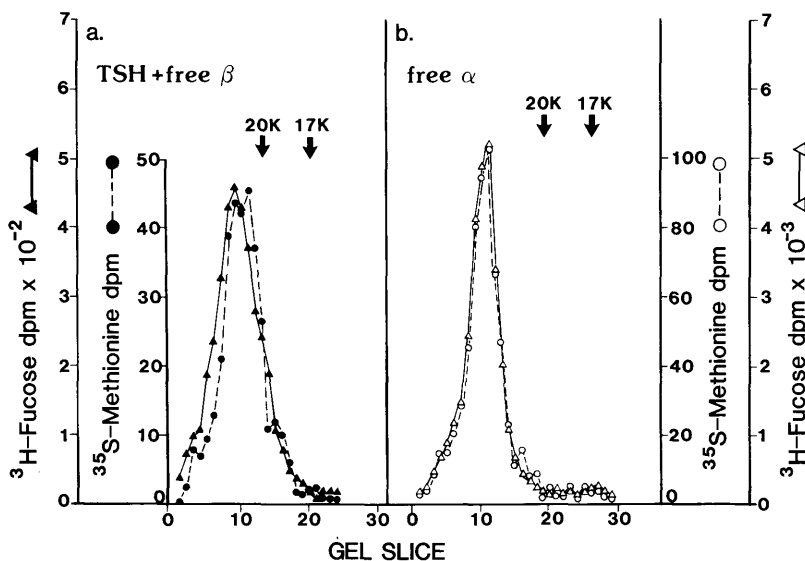 a.
TSH + free β
20K 17K
7
6
5
4
3
2
1
0
³H-Fucose dpm x 10⁻²
50
40
30
20
10
0
³⁵S-Methionine dpm
0 10 20 30
b.
free α
20K 17K
0 10 20 30
100
80
60
40
20
0
³⁵S-Methionine dpm
7
6
5
4
3
2
1
0
³H-Fucose dpm x 10⁻³
GEL SLICE